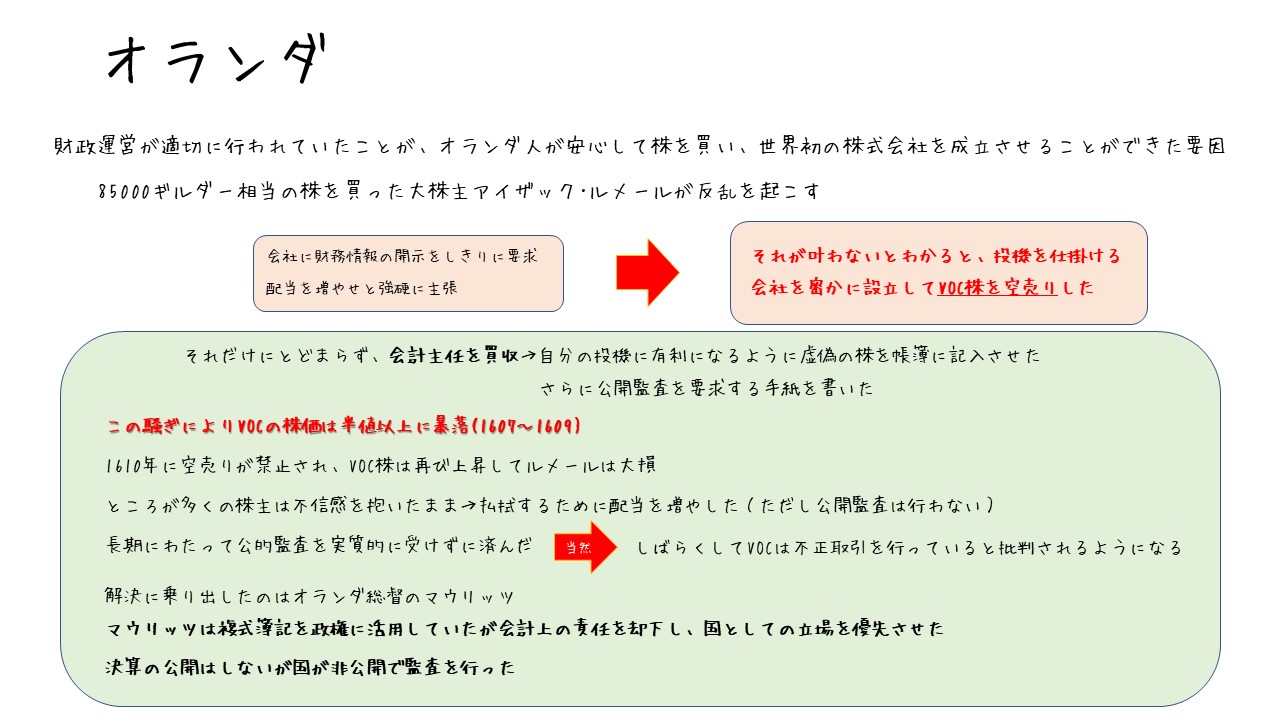 オランダ
財政運営が適切に行われていたことが、オランダ人が安心して株を買い、世界初の株式会社を成立させることができた要因
85000ギルダー相当の株を買った大株主アイザック・ルメールが反乱を起こす
会社に財務情報の開示をしきりに要求
配当を増やせと強硬に主張
それが叶わないとわかると、投機を仕掛ける
会社を密かに設立してVOC株を空売りした
それだけにとどまらず、会計主任を買収→自分の投機に有利になるように虚偽の株を帳簿に記入させた
さらに公開監査を要求する手紙を書いた
この騒ぎによりVOCの株価は半値以上に暴落(1607～1609)
1610年に空売りが禁止され、VOC株は再び上昇してルメールは大損
ところが多くの株主は不信感を抱いたまま→払拭するために配当を増やした（ただし公開監査は行わない）
長期にわたって公的監査を実質的に受けずに済んだ 当然 しばらくしてVOCは不正取引を行っていると批判されるようになる
解決に乗り出したのはオランダ総督のマウリッツ
マウリッツは複式簿記を政権に活用していたが会計上の責任を却下し、国としての立場を優先させた
決算の公開はしないが国が非公開で監査を行った